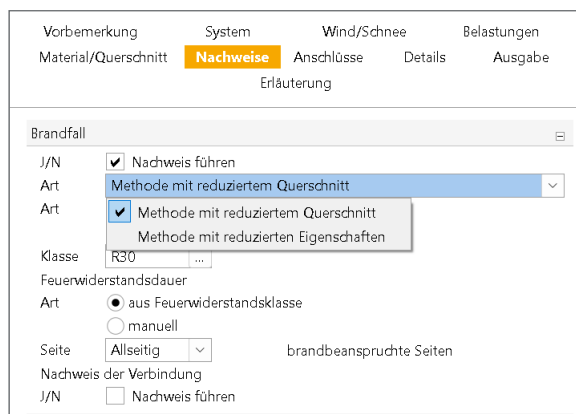 Vorbemerkung System Wind/Schnee Belastungen
Material/Querschnitt Nachweise Anschlüsse Details Ausgabe
Erläuterung
Brandfall
J/N Nachweis führen
Art Methode mit reduziertem Querschnitt
Art Methode mit reduziertem Querschnitt
Methode mit reduzierten Eigenschaften
Klasse R30 ...
Feuerwiderstandsdauer
Art aus Feuerwiderstandsklasse
manuell
Seite Allseitig brandbeanspruchte Seiten
Nachweis der Verbindung
J/N Nachweis führen